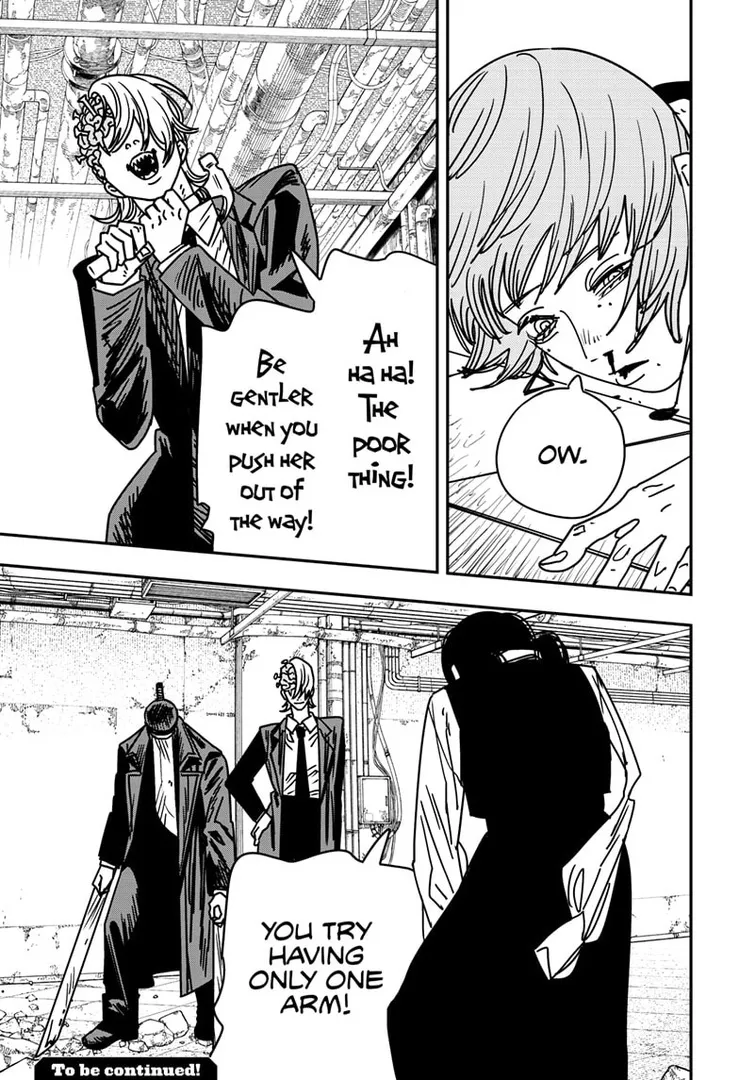 OW.
AH
HA HA!
THE
POOR
THING!
BE
GENTLER
WHEN YOU
PUSH HER
OUT OF
THE WAY!
YOU TRY
HAVING
ONLY ONE
ARM!
To be continued!